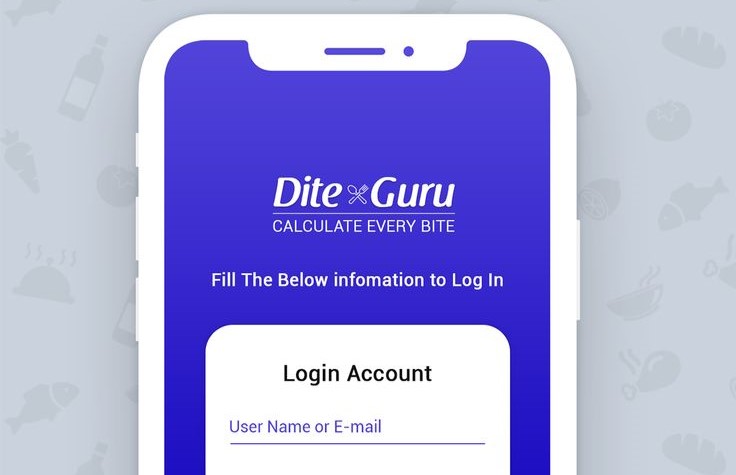 Dite Guru
CALCULATE EVERY BITE
Fill The Below infomation to Log In
Login Account
User Name or E-mail